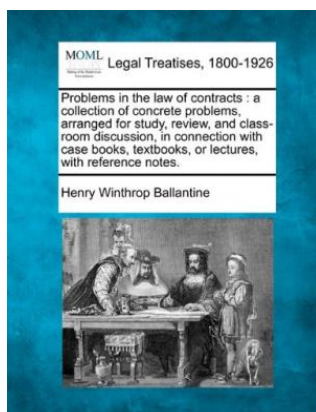 MOML Legal Treatises, 1800-1926
Problems in the law of contracts : a
collection of concrete problems,
arranged for study, review, and class-
room discussion, in connection with
case books, textbooks, or lectures,
with reference notes.
Henry Winthrop Ballantine